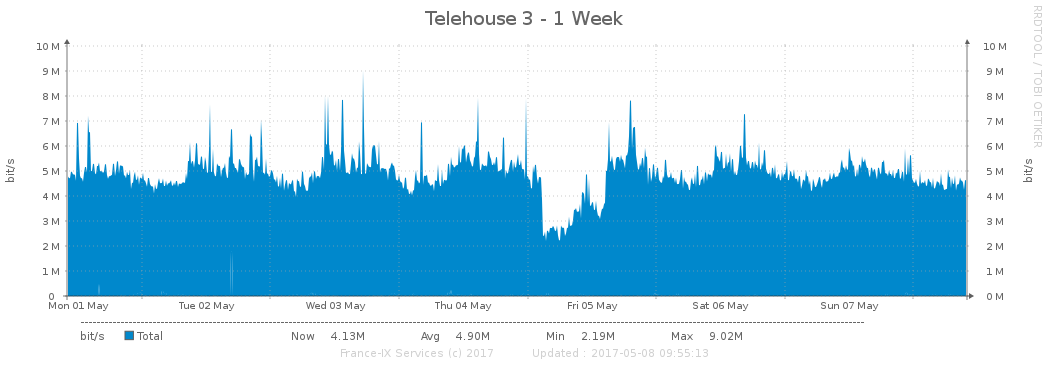 Telehouse 3 - 1 Week
RRDTOOL / TOBI OETIKER
bit/s
10 M
9 M
8 M
7 M
6 M
5 M
4 M
3 M
2 M
1 M
0
10 M
9 M
8 M
7 M
6 M
5 M
4 M
3 M
2 M
1 M
0 M
bit/s
Mon 01 May Tue 02 May Wed 03 May Thu 04 May Fri 05 May Sat 06 May Sun 07 May
bit/s Total Now 4.13M Avg 4.90M Min 2.19M Max 9.02M
France-IX Services (c) 2017 Updated : 2017-05-08 09:55:13